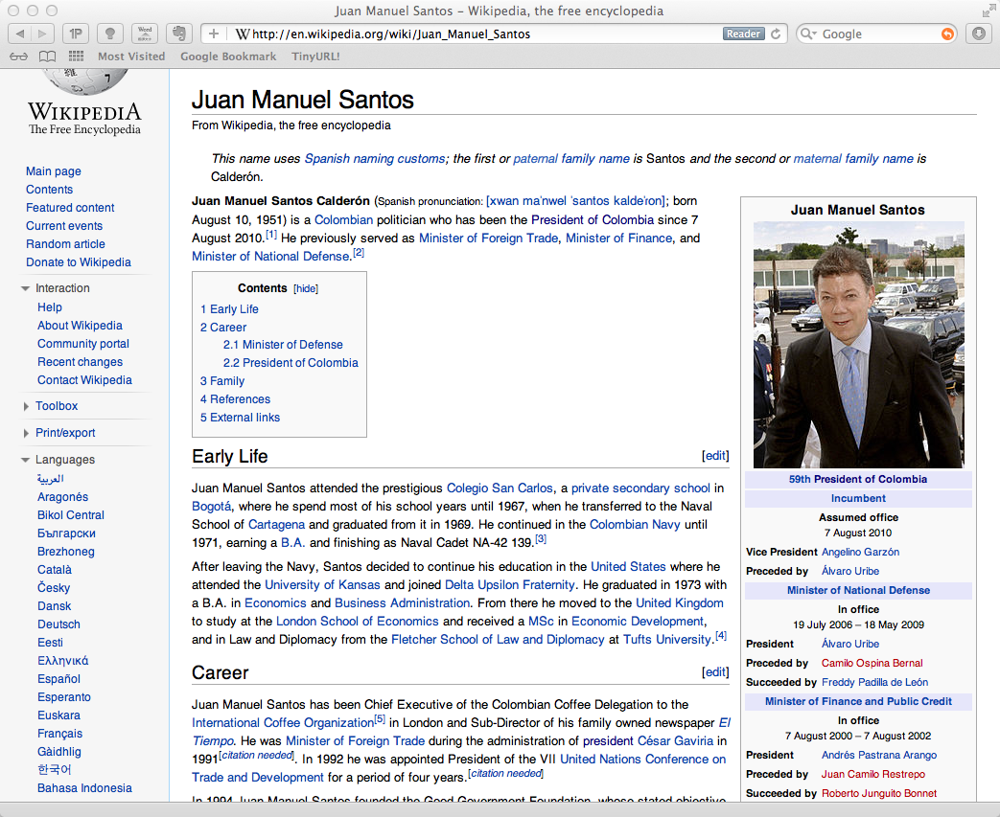 Juan Manuel Santos – Wikipedia, the free encyclopedia
1P
Word
+ W http://en.wikipedia.org/wiki/Juan_Manuel_Santos Reader
Google
Most Visited Google Bookmark TinyURL!
WIKIPEDIA
The Free Encyclopedia
Main page
Contents
Featured content
Current events
Random article
Donate to Wikipedia
Interaction
Help
About Wikipedia
Community portal
Recent changes
Contact Wikipedia
Toolbox
Print/export
Languages
العربية
Aragonés
Bikol Central
Български
Brezhoneg
Català
Česky
Dansk
Deutsch
Eesti
Ελληνικά
Español
Esperanto
Euskara
Français
Gàidhlig
한국어
Bahasa Indonesia
Juan Manuel Santos
From Wikipedia, the free encyclopedia
This name uses Spanish naming customs; the first or paternal family name is Santos and the second or maternal family name is
Calderón.
Juan Manuel Santos Calderón (Spanish pronunciation: [xwan ma'nwel 'santos kalde'ɾon]; born
August 10, 1951) is a Colombian politician who has been the President of Colombia since 7
August 2010.[1] He previously served as Minister of Foreign Trade, Minister of Finance, and
Minister of National Defense.[2]
Contents [hide]
1 Early Life
2 Career
2.1 Minister of Defense
2.2 President of Colombia
3 Family
4 References
5 External links
Early Life [edit]
Juan Manuel Santos attended the prestigious Colegio San Carlos, a private secondary school in
Bogotá, where he spend most of his school years until 1967, when he transferred to the Naval
School of Cartagena and graduated from it in 1969. He continued in the Colombian Navy until
1971, earning a B.A. and finishing as Naval Cadet NA-42 139.[3]
After leaving the Navy, Santos decided to continue his education in the United States where he
attended the University of Kansas and joined Delta Upsilon Fraternity. He graduated in 1973 with
a B.A. in Economics and Business Administration. From there he moved to the United Kingdom
to study at the London School of Economics and received a MSc in Economic Development,
and in Law and Diplomacy from the Fletcher School of Law and Diplomacy at Tufts University.[4]
Career [edit]
Juan Manuel Santos has been Chief Executive of the Colombian Coffee Delegation to the
International Coffee Organization[5] in London and Sub-Director of his family owned newspaper El
Tiempo. He was Minister of Foreign Trade during the administration of president César Gaviria in
1991[citation needed]. In 1992 he was appointed President of the VII United Nations Conference on
Trade and Development for a period of four years.[citation needed]
In 1994, Juan Manuel Santos founded the Good Government Foundation, whose stated objective
Juan Manuel Santos
59th President of Colombia
Incumbent
Assumed office
7 August 2010
Vice President Angelino Garzón
Preceded by Álvaro Uribe
Minister of National Defense
In office
19 July 2006 – 18 May 2009
President Álvaro Uribe
Preceded by Camilo Ospina Bernal
Succeeded by Freddy Padilla de León
Minister of Finance and Public Credit
In office
7 August 2000 – 7 August 2002
President Andrés Pastrana Arango
Preceded by Juan Camilo Restrepo
Succeeded by Roberto Junguito Bonnet